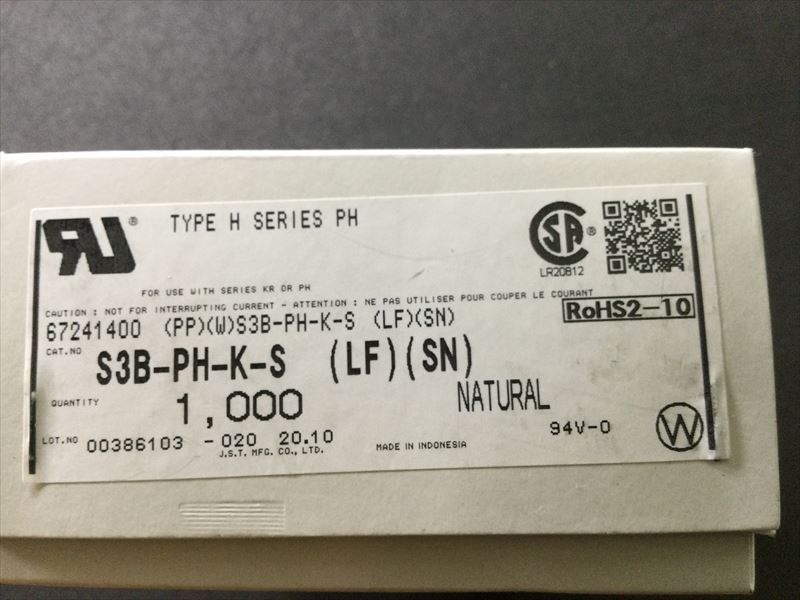 TYPE H SERIES PH
LR20812
FOR USE WITH SERIES KR OR PH
CAUTION : NOT FOR INTERRUPTING CURRENT - ATTENTION : NE PAS UTILISER POUR COUPER LE COURANT
67241400 (PP)(W)S3B-PH-K-S (LF)(SN)
RoHS2-10
CAT.NO
S3B-PH-K-S (LF)(SN)
QUANTITY 1,000 NATURAL
LOT.NO 00386103 -020 20.10
94V-0
W
J.S.T. MFG. CO., LTD.
MADE IN INDONESIA